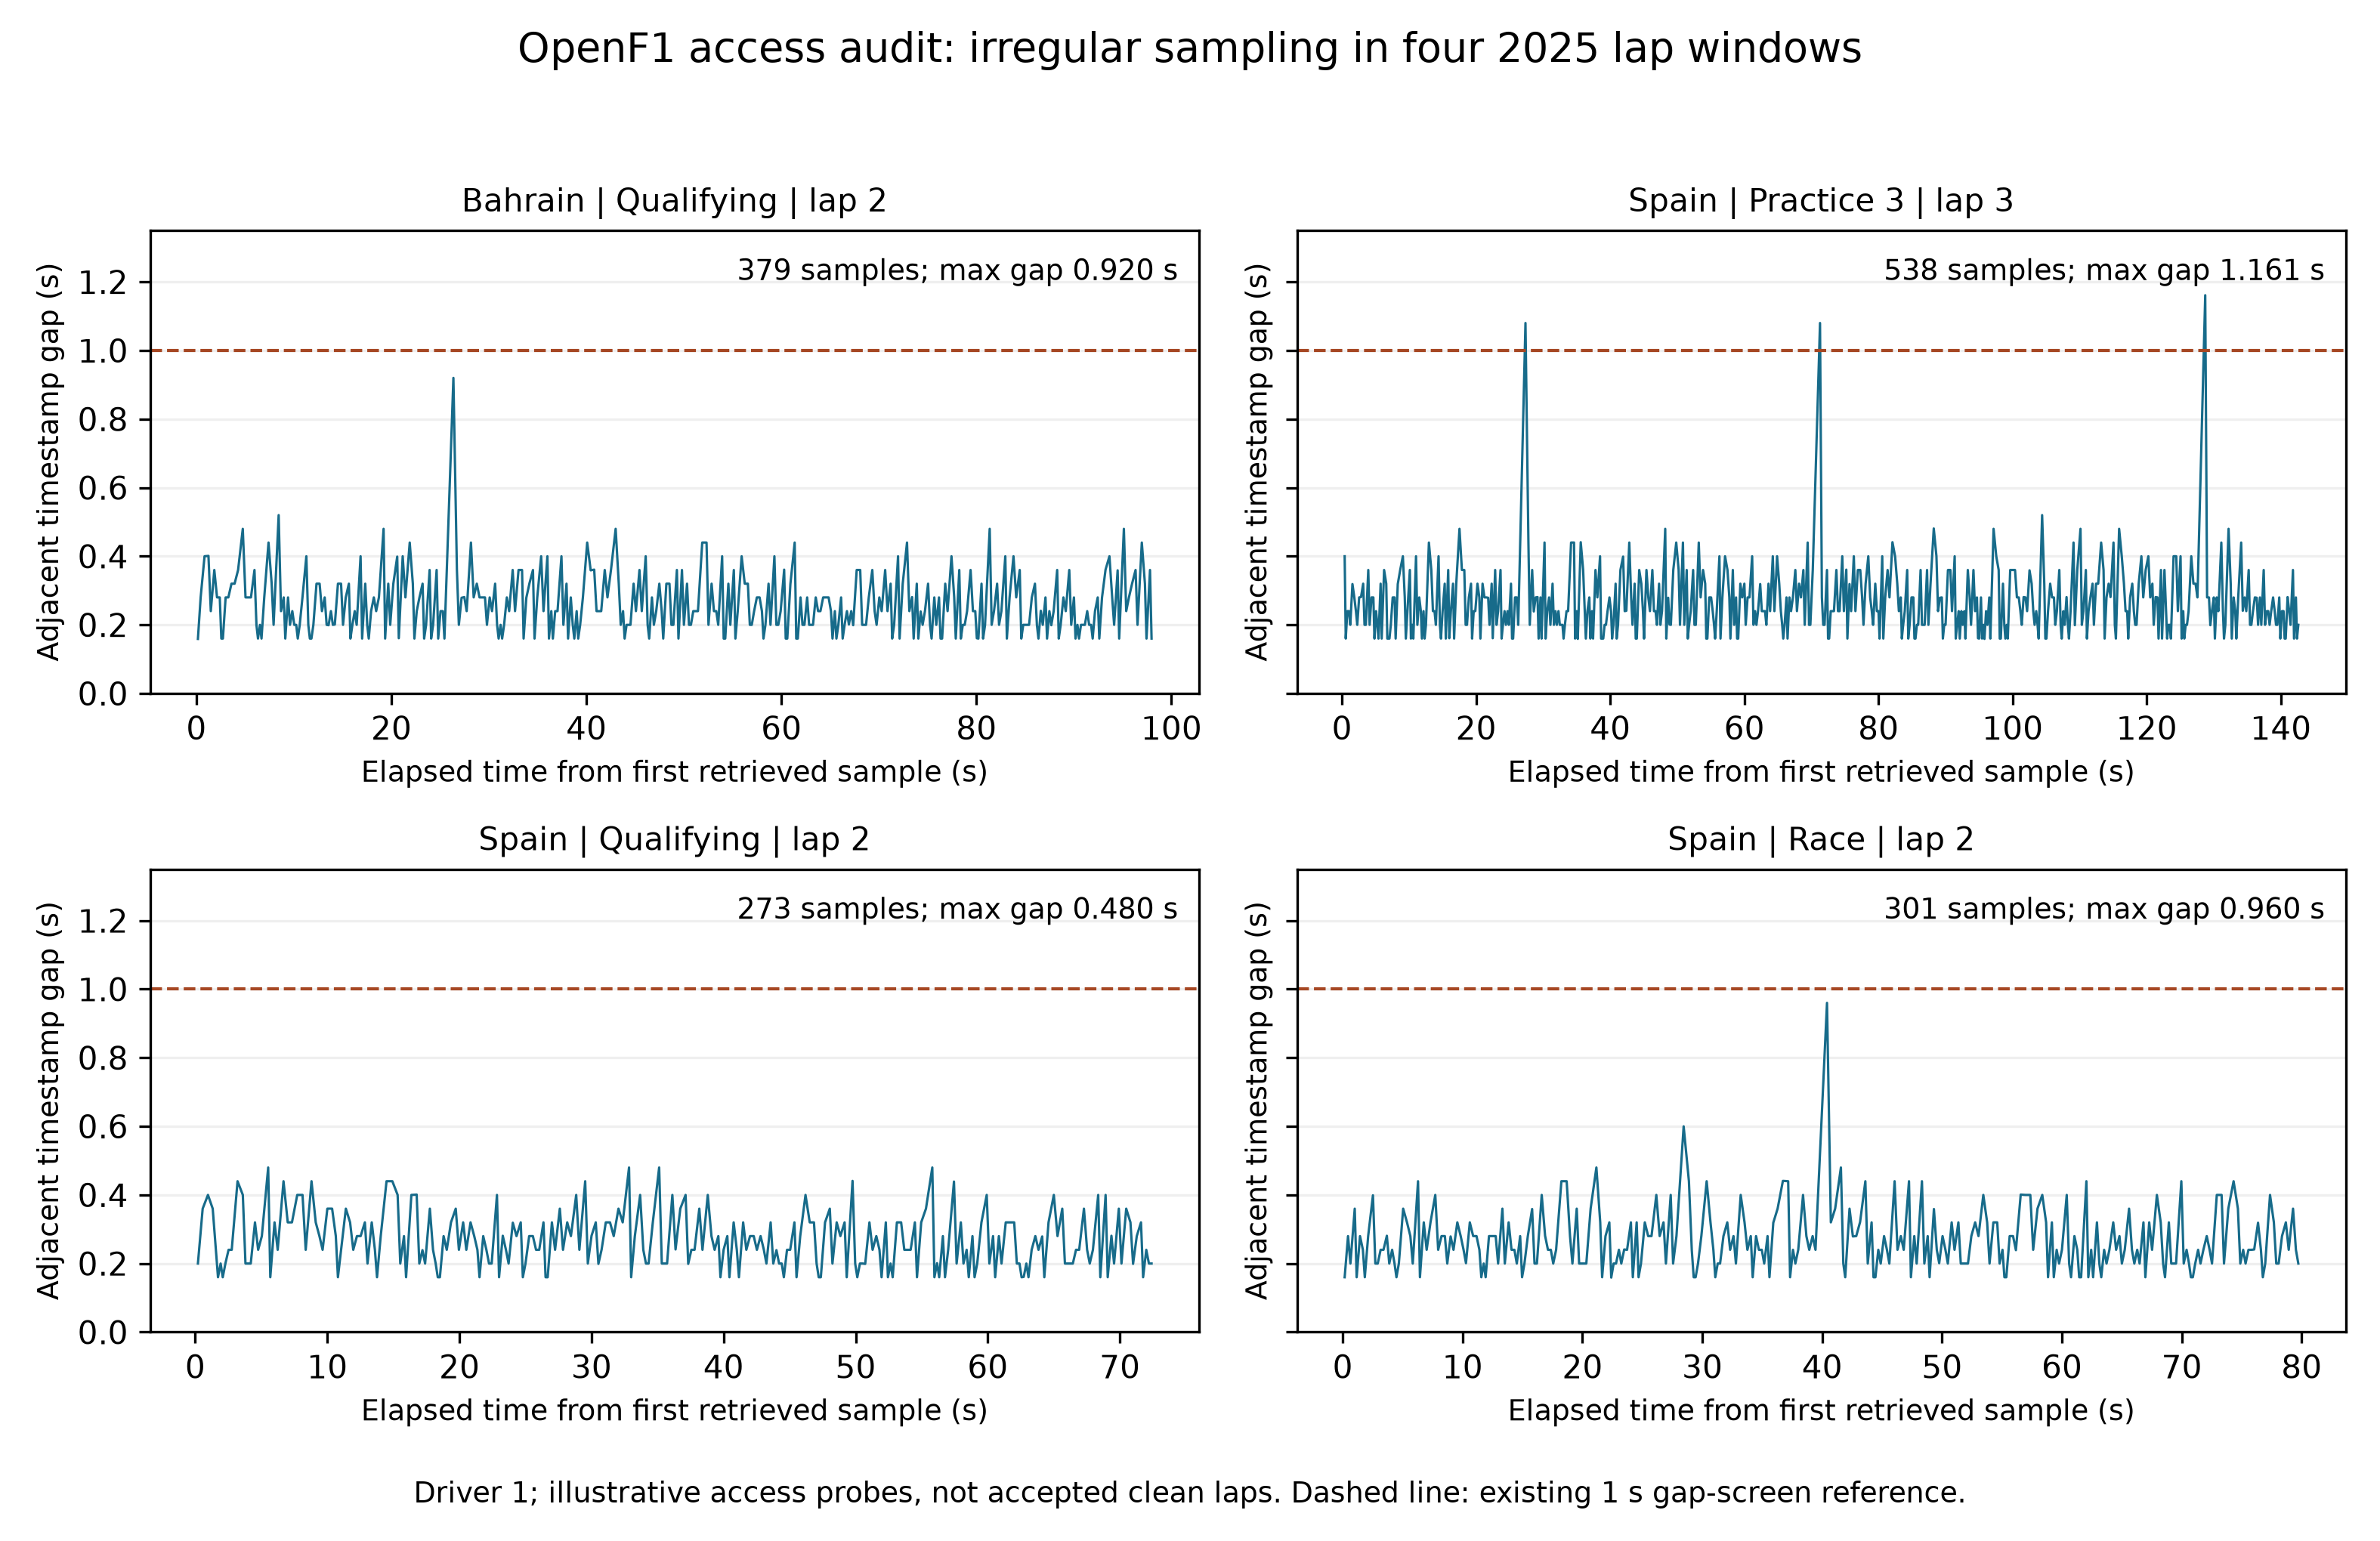 OpenF1 access audit: irregular sampling in four 2025 lap windows
Bahrain | Qualifying | lap 2
379 samples; max gap 0.920 s
Adjacent timestamp gap (s)
1.2
1.0
0.8
0.6
0.4
0.2
0.0
0 20 40 60 80 100
Elapsed time from first retrieved sample (s)
Spain | Practice 3 | lap 3
538 samples; max gap 1.161 s
Adjacent timestamp gap (s)
0 20 40 60 80 100 120 140
Elapsed time from first retrieved sample (s)
Spain | Qualifying | lap 2
273 samples; max gap 0.480 s
Adjacent timestamp gap (s)
1.2
1.0
0.8
0.6
0.4
0.2
0.0
0 10 20 30 40 50 60 70
Elapsed time from first retrieved sample (s)
Spain | Race | lap 2
301 samples; max gap 0.960 s
Adjacent timestamp gap (s)
0 10 20 30 40 50 60 70 80
Elapsed time from first retrieved sample (s)
Driver 1; illustrative access probes, not accepted clean laps. Dashed line: existing 1 s gap-screen reference.